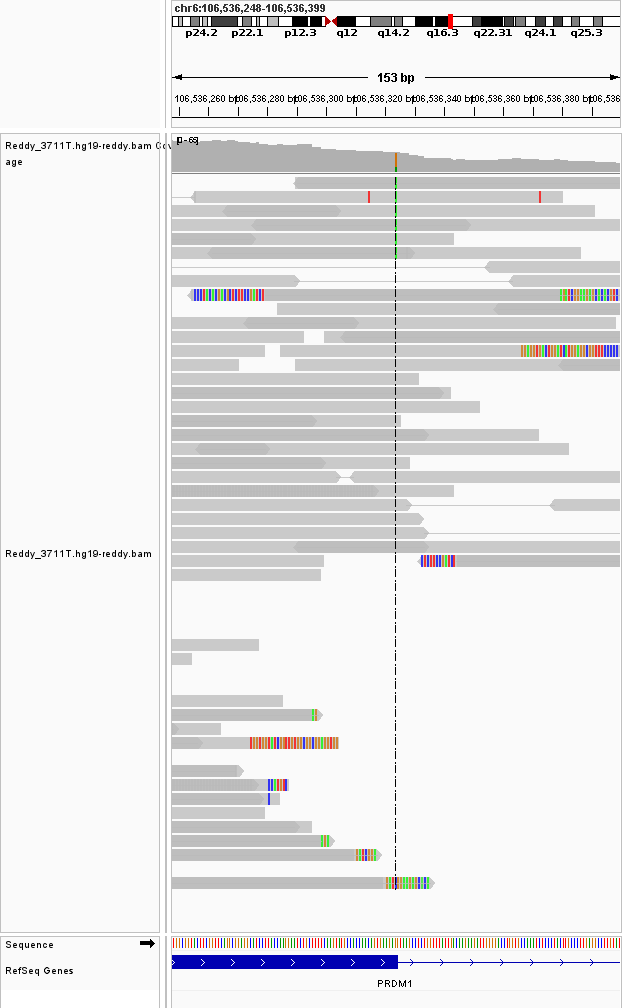 chr6:106,536,248-106,536,399
p24.2 p22.1 p12.3 q12 q14.2 q16.3 q22.31 q24.1 q25.3
153 bp
106,536,260 bp 106,536,280 bp 106,536,300 bp 106,536,320 bp 106,536,340 bp 106,536,360 bp 106,536,380 bp 106,536
Reddy_3711T.hg19-reddy.bam Cov
age
Reddy_3711T.hg19-reddy.bam
Sequence
RefSeq Genes
PRDM1